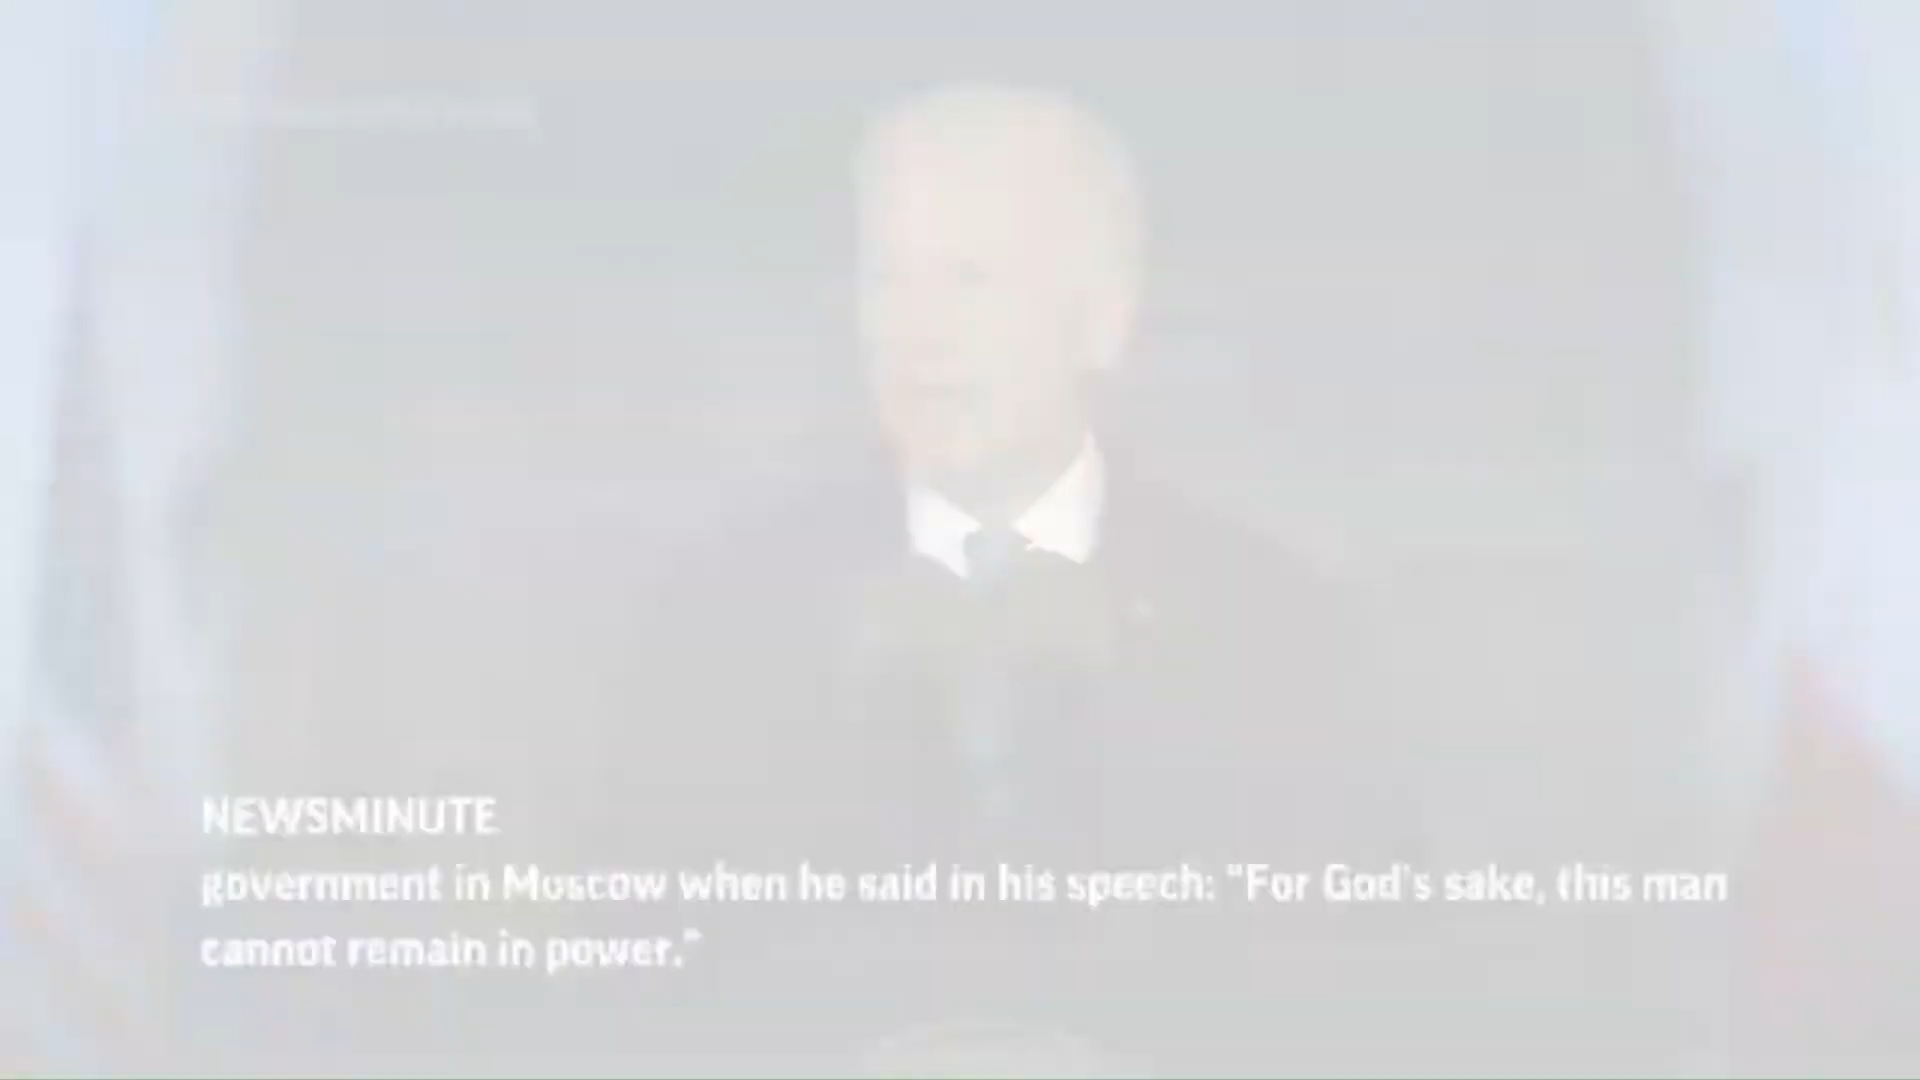 NEWSMINUTE
government in Moscow when he said in his speech: "For God's sake, this man
cannot remain in power."